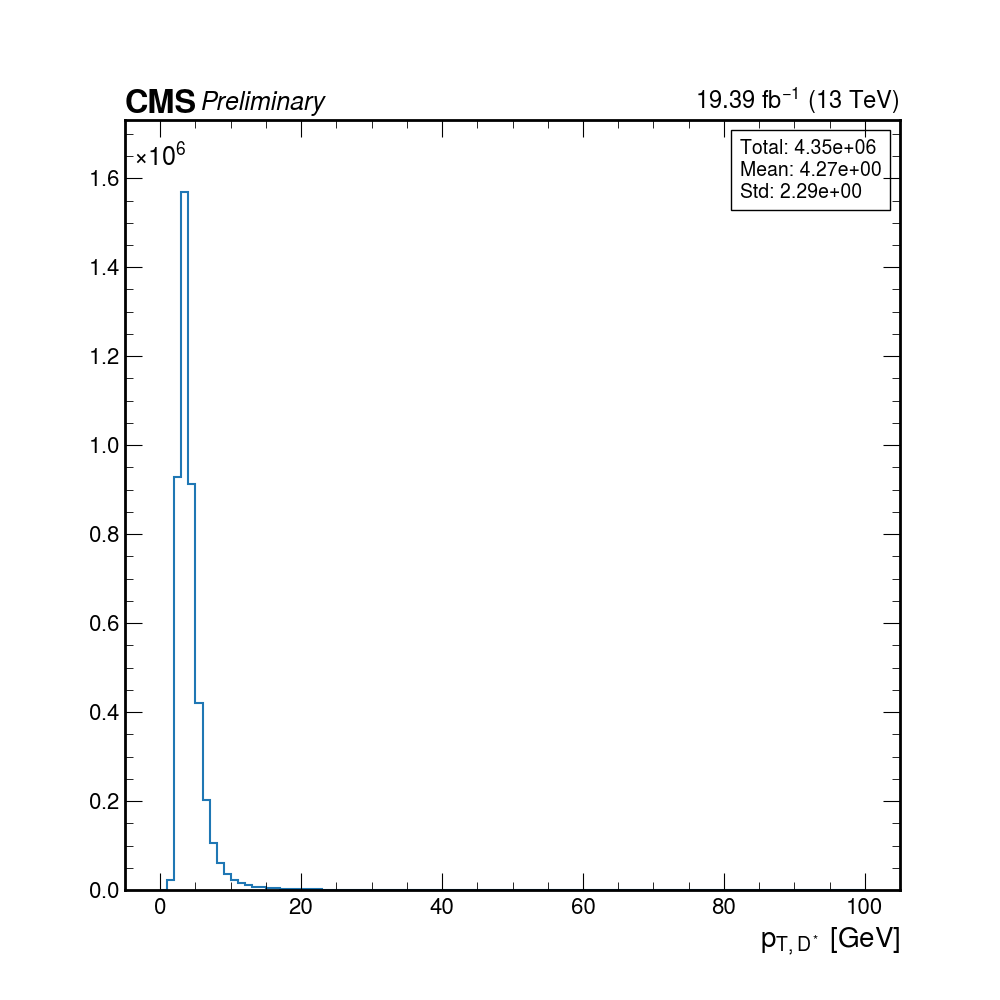 CMS Preliminary
19.39 fb⁻¹ (13 TeV)
×10⁶
Total: 4.35e+06
Mean: 4.27e+00
Std: 2.29e+00
1.6
1.4
1.2
1.0
0.8
0.6
0.4
0.2
0.0
0 20 40 60 80 100
p_{T, D*} [GeV]